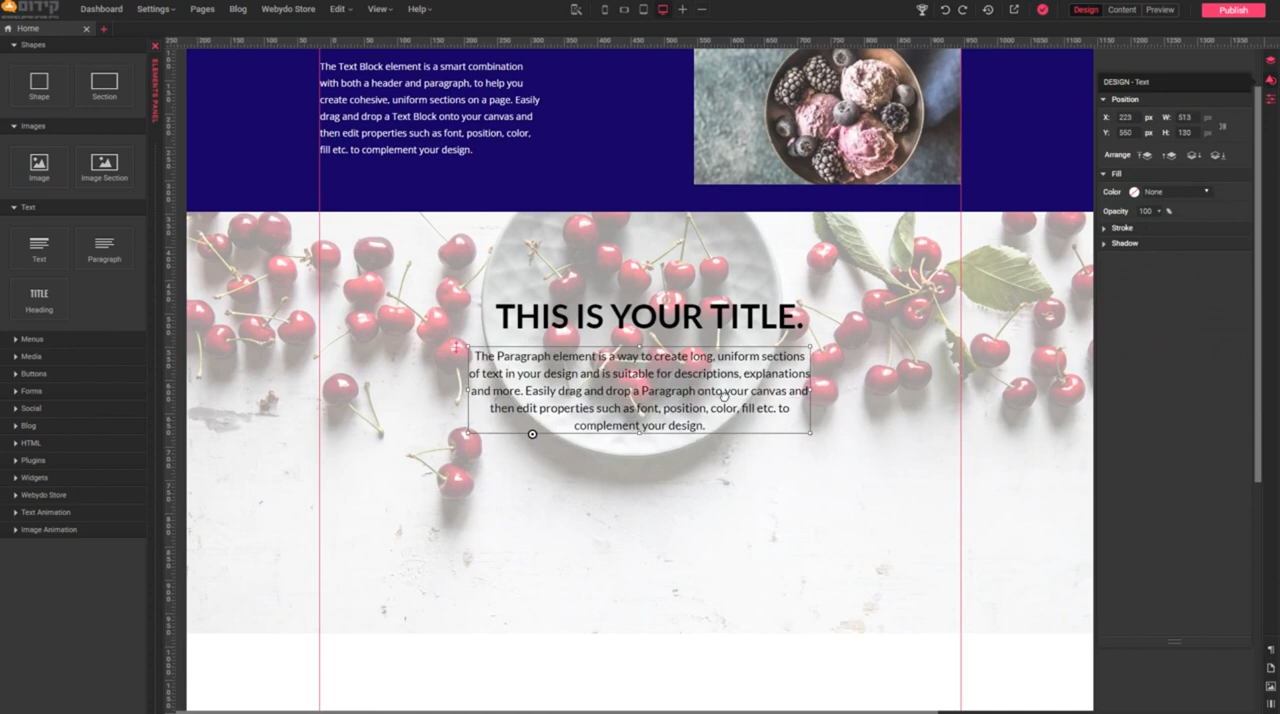 קידום
Dashboard
Settings
Pages
Blog
Webydo Store
Edit
View
Help
Design
Content
Preview
Publish
Home
Shapes
Shape
Section
Images
Image
Image Section
Text
Text
Paragraph
TITLE
Heading
Menus
Media
Buttons
Forms
Social
Blog
HTML
Plugins
Widgets
Webydo Store
Text Animation
Image Animation
ELEMENTS PANEL
The Text Block element is a smart combination
with both a header and paragraph, to help you
create cohesive, uniform sections on a page. Easily
drag and drop a Text Block onto your canvas and
then edit properties such as font, position, color,
fill etc. to complement your design.
THIS IS YOUR TITLE.
The Paragraph element is a way to create long, uniform sections
of text in your design and is suitable for descriptions, explanations
and more. Easily drag and drop a Paragraph onto your canvas and
then edit properties such as font, position, color, fill etc. to
complement your design.
DESIGN - Text
Position
X: 223 px W: 513 px
Y: 550 px H: 130 px
Arrange
Fill
Color None
Opacity 100 %
Stroke
Shadow